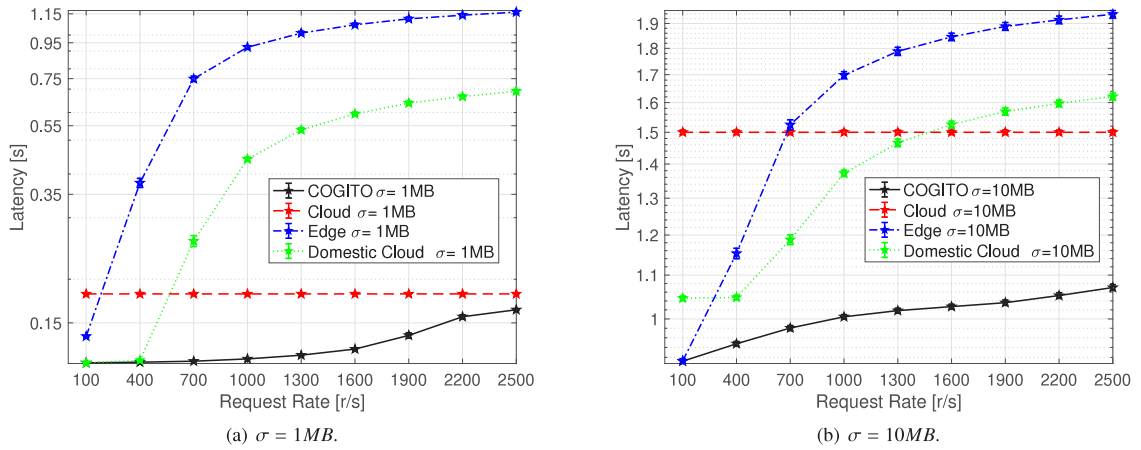 1.15
0.95
0.75
0.55
0.35
0.15
Latency [s]
COGITO σ= 1MB
Cloud σ= 1MB
Edge σ= 1MB
Domestic Cloud σ= 1MB
100 400 700 1000 1300 1600 1900 2200 2500
Request Rate [r/s]
(a) σ = 1MB.
1.9
1.8
1.7
1.6
1.5
1.4
1.3
1.2
1.1
1
Latency [s]
COGITO σ=10MB
Cloud σ=10MB
Edge σ=10MB
Domestic Cloud σ=10MB
100 400 700 1000 1300 1600 1900 2200 2500
Request Rate [r/s]
(b) σ = 10MB.